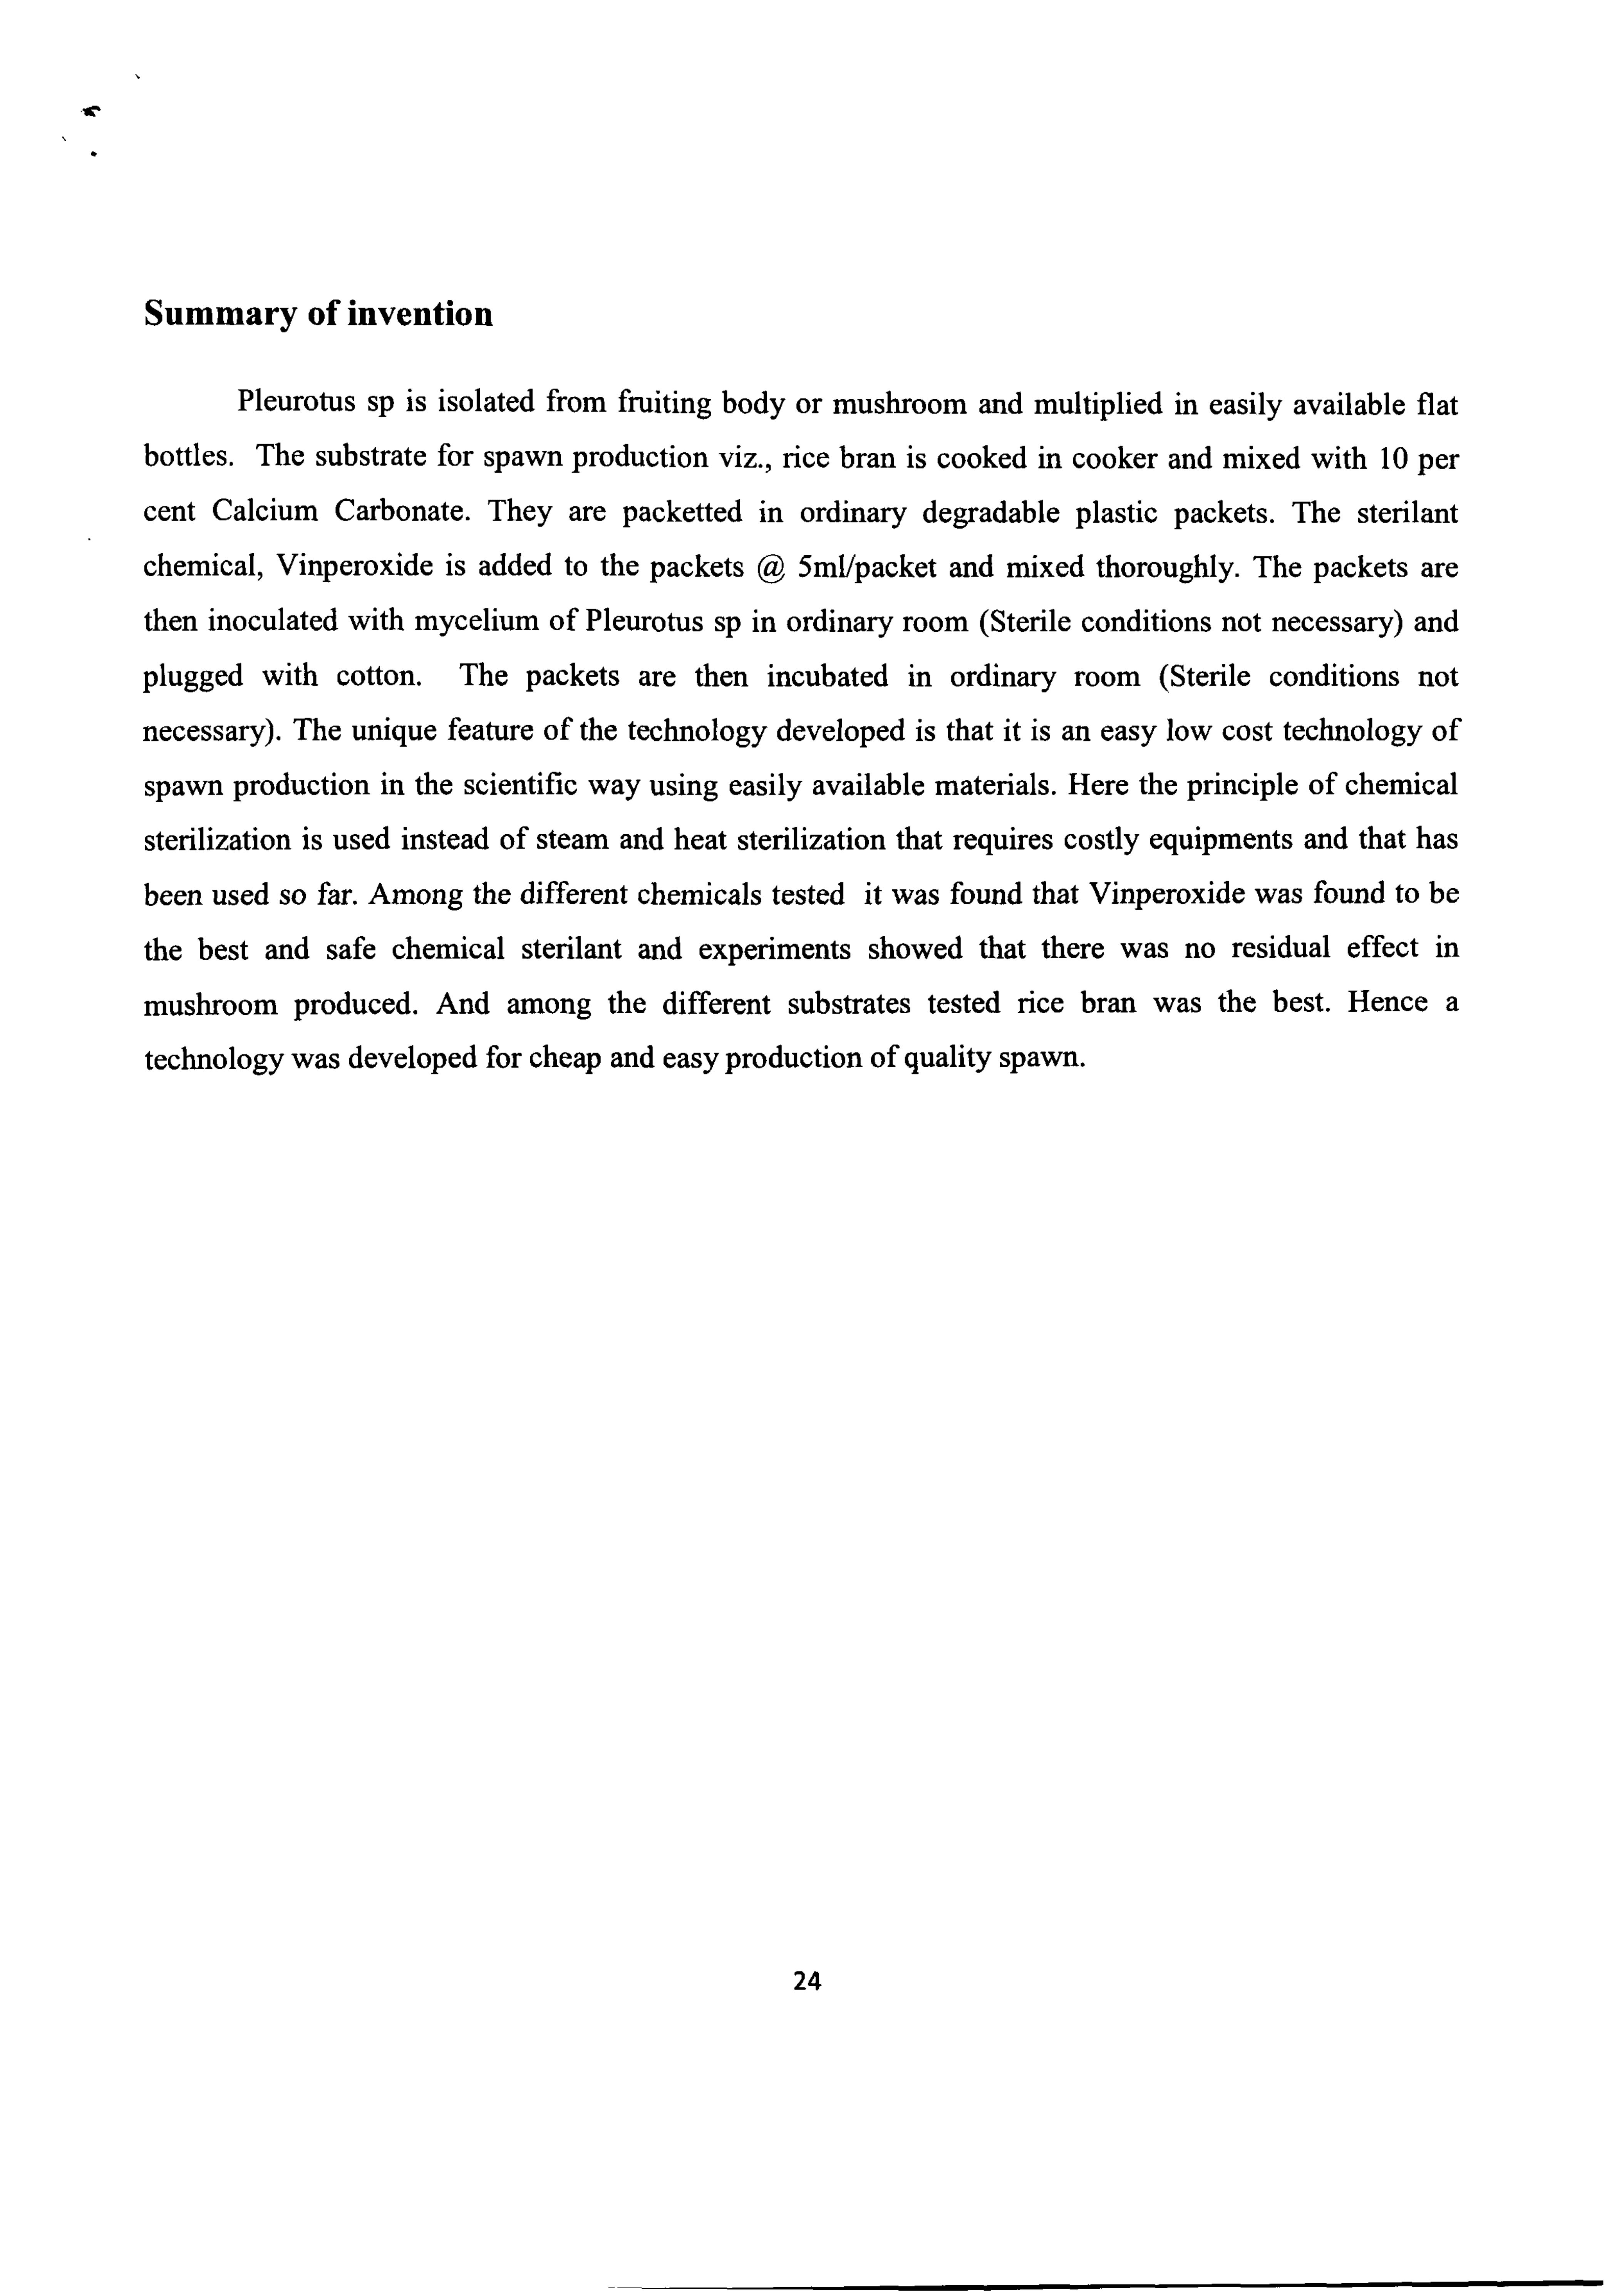 Summary of invention
Pleurotus sp is isolated from fruiting body or mushroom and multiplied in easily available flat
bottles. The substrate for spawn production viz., rice bran is cooked in cooker and mixed with 10 per
cent Calcium Carbonate. They are packetted in ordinary degradable plastic packets. The sterilant
chemical, Vinperoxide is added to the packets @ 5ml/packet and mixed thoroughly. The packets are
then inoculated with mycelium of Pleurotus sp in ordinary room (Sterile conditions not necessary) and
plugged with cotton. The packets are then incubated in ordinary room (Sterile conditions not
necessary). The unique feature of the technology developed is that it is an easy low cost technology of
spawn production in the scientific way using easily available materials. Here the principle of chemical
sterilization is used instead of steam and heat sterilization that requires costly equipments and that has
been used so far. Among the different chemicals tested it was found that Vinperoxide was found to be
the best and safe chemical sterilant and experiments showed that there was no residual effect in
mushroom produced. And among the different substrates tested rice bran was the best. Hence a
technology was developed for cheap and easy production of quality spawn.
24